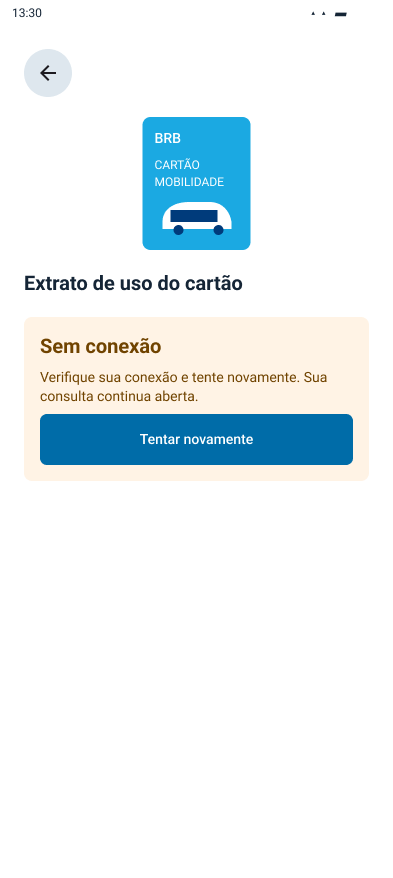 13:30
BRB
CARTÃO
MOBILIDADE
Extrato de uso do cartão
Sem conexão
Verifique sua conexão e tente novamente. Sua
consulta continua aberta.
Tentar novamente